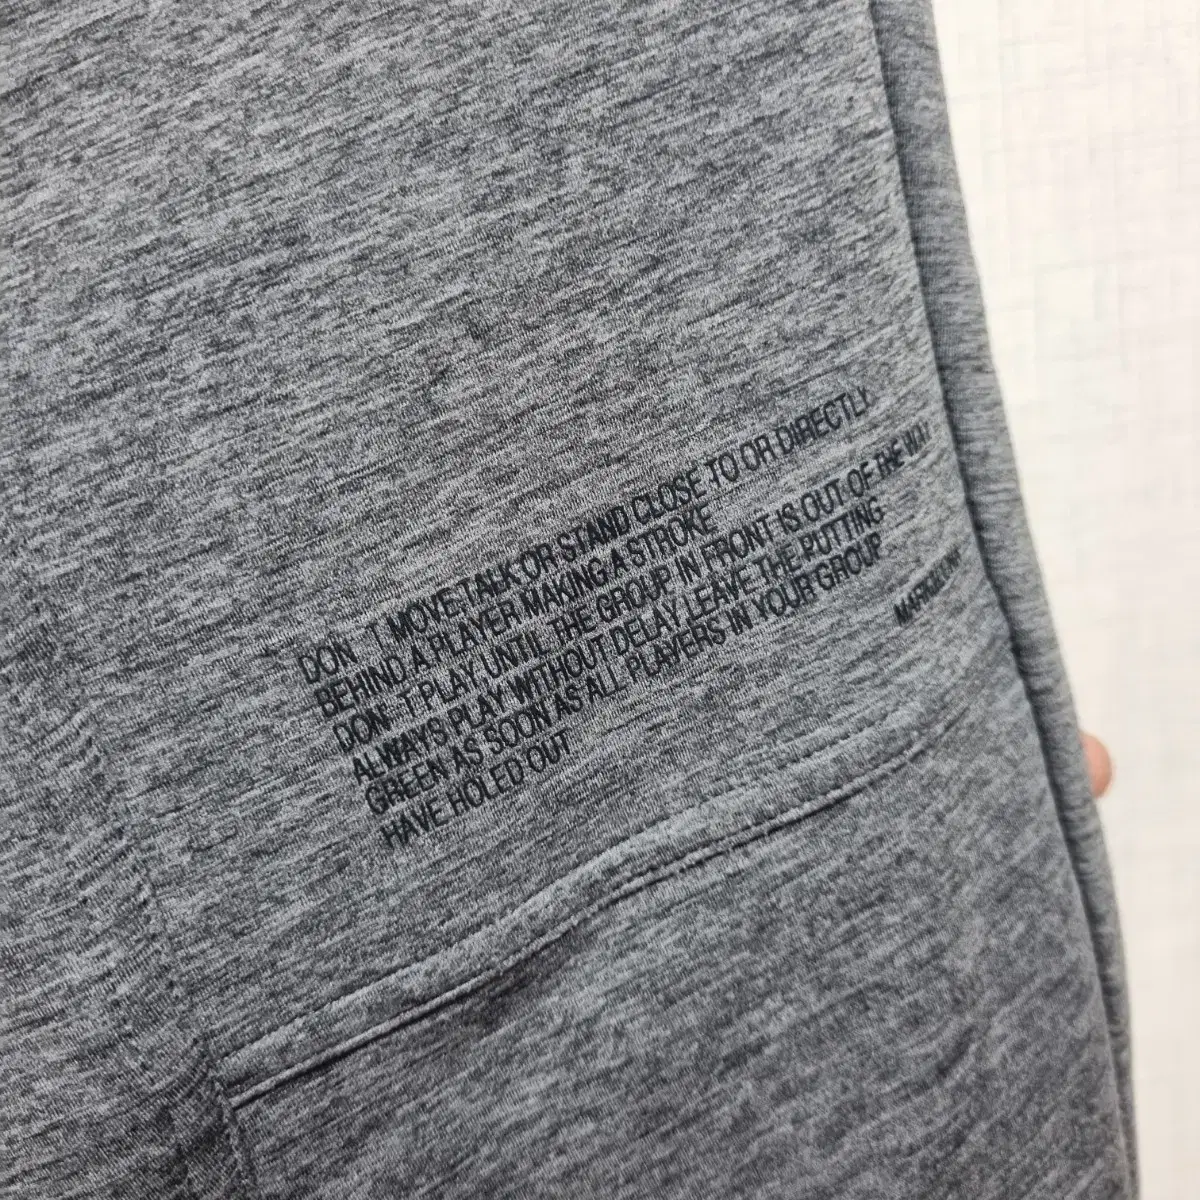 DON ' T MOVE,TALK OR STAND CLOSE TO OR DIRECTLY
BEHIND A PLAYER MAKING A STROKE
DON ' T PLAY UNTIL THE GROUP IN FRONT IS OUT OF THE WAY
ALWAYS PLAY WITHOUT DELAY, LEAVE THE PUTTING
GREEN AS SOON AS ALL PLAYERS IN YOUR GROUP
HAVE HOLED OUT.